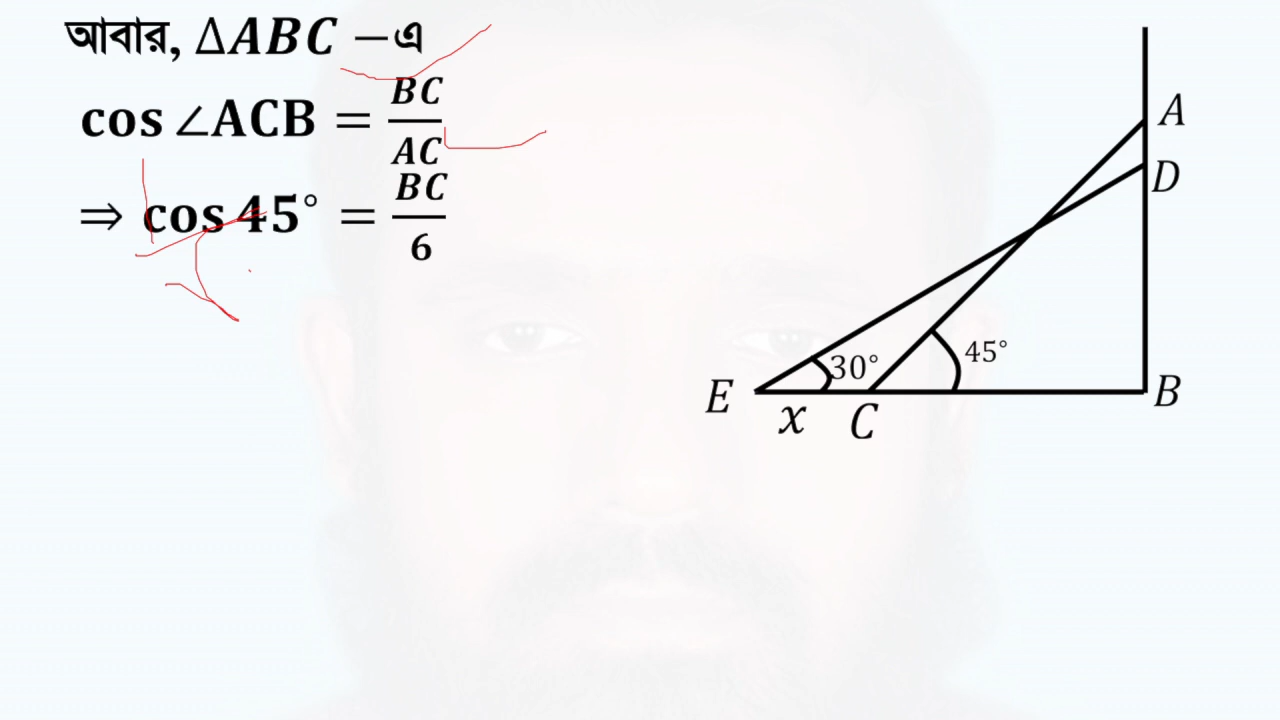 আবার, ΔABC −এ
cos ∠ACB = BC/AC
⇒ cos 45° = BC/6
A
D
30°
45°
E
x
C
B